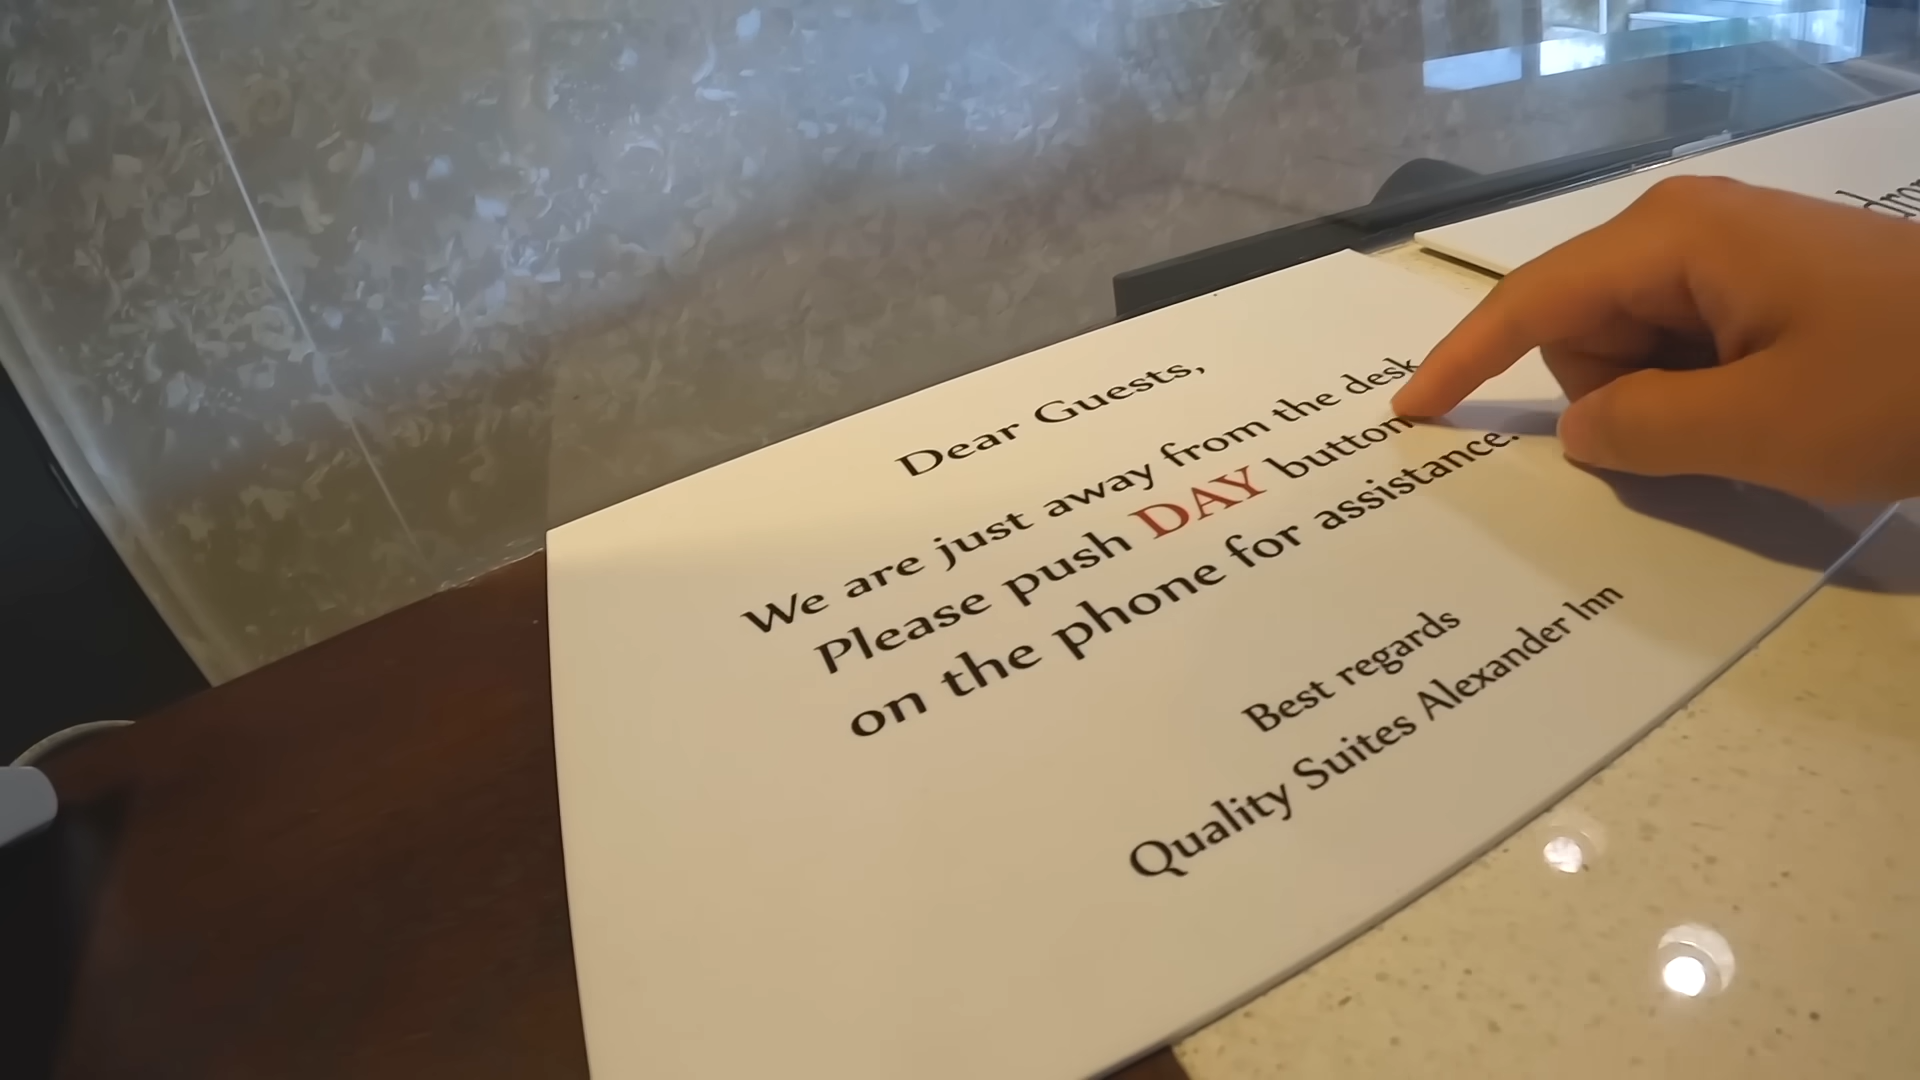 Dear Guests,
We are just away from the desk
Please push DAY button
on the phone for assistance.
Best regards
Quality Suites Alexander Inn